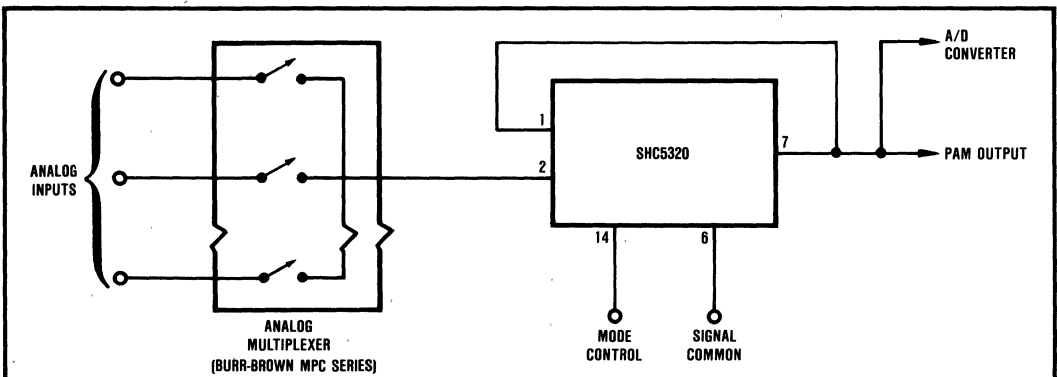 A/D
CONVERTER
1
SHC5320
7
ANALOG
INPUTS
2
PAM OUTPUT
14
6
ANALOG
MULTIPLEXER
(BURR-BROWN MPC SERIES)
MODE
CONTROL
SIGNAL
COMMON